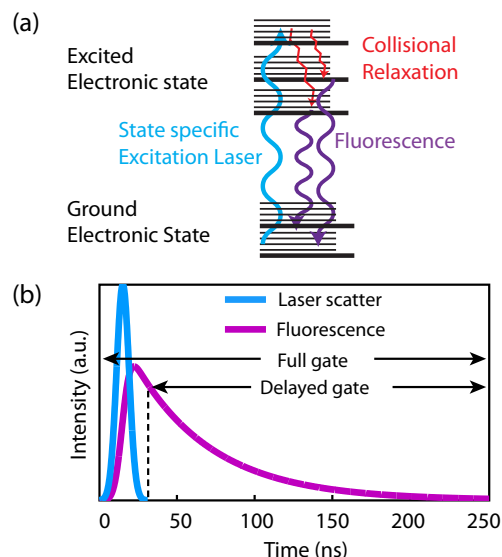 (a)
Excited
Electronic state
Collisional
Relaxation
State specific
Excitation Laser
Fluorescence
Ground
Electronic State
(b)
Laser scatter
Fluorescence
Full gate
Delayed gate
Intensity (a.u.)
0 50 100 150 200 250
Time (ns)